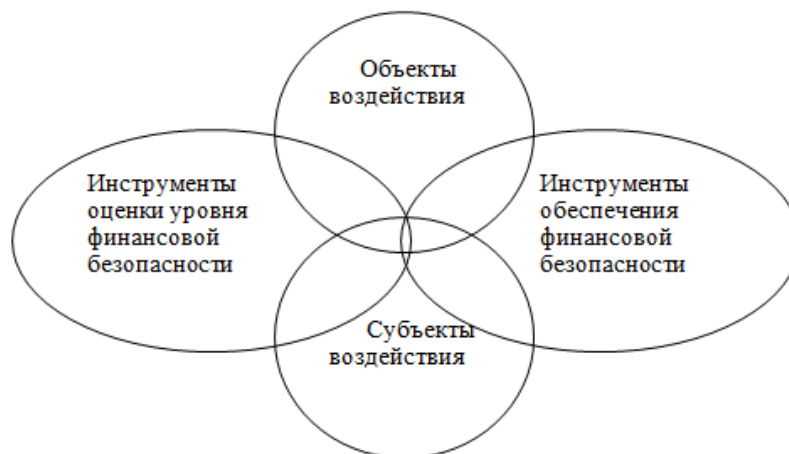 Объекты
воздействия
Инструменты
оценки уровня
финансовой
безопасности
Инструменты
обеспечения
финансовой
безопасности
Субъекты
воздействия